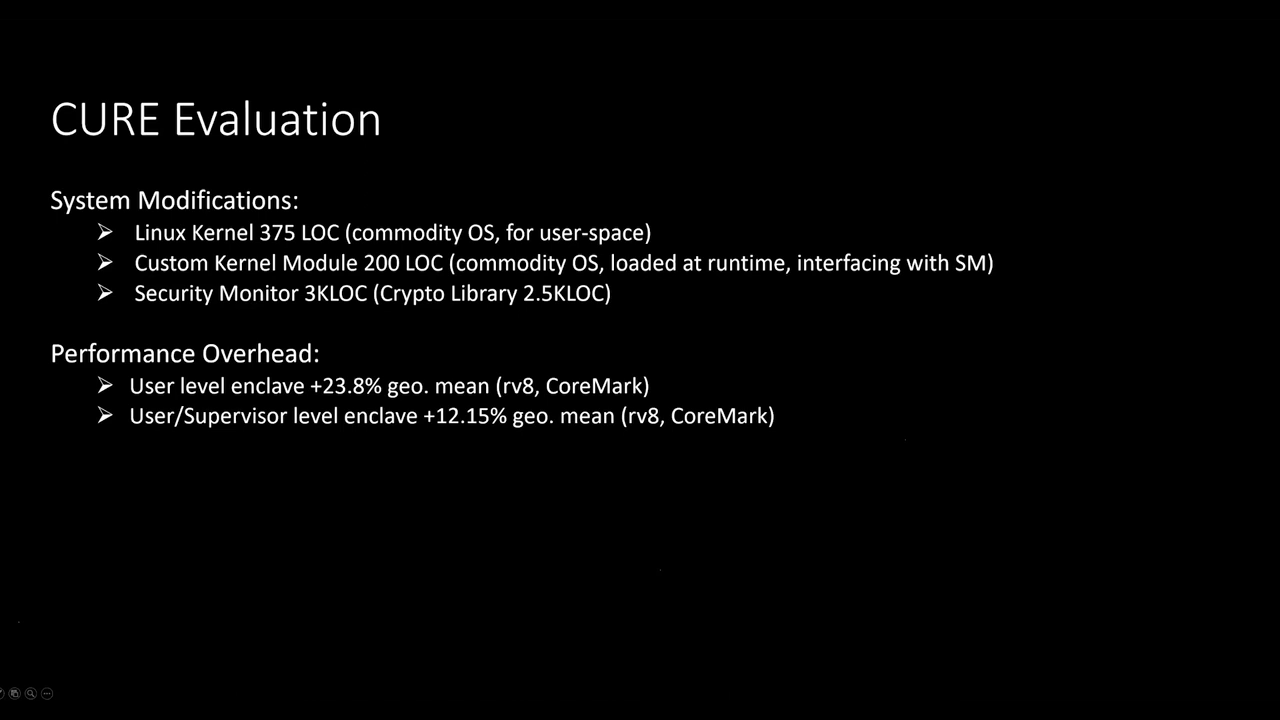 CURE Evaluation
System Modifications:
➢ Linux Kernel 375 LOC (commodity OS, for user-space)
➢ Custom Kernel Module 200 LOC (commodity OS, loaded at runtime, interfacing with SM)
➢ Security Monitor 3KLOC (Crypto Library 2.5KLOC)
Performance Overhead:
➢ User level enclave +23.8% geo. mean (rv8, CoreMark)
➢ User/Supervisor level enclave +12.15% geo. mean (rv8, CoreMark)